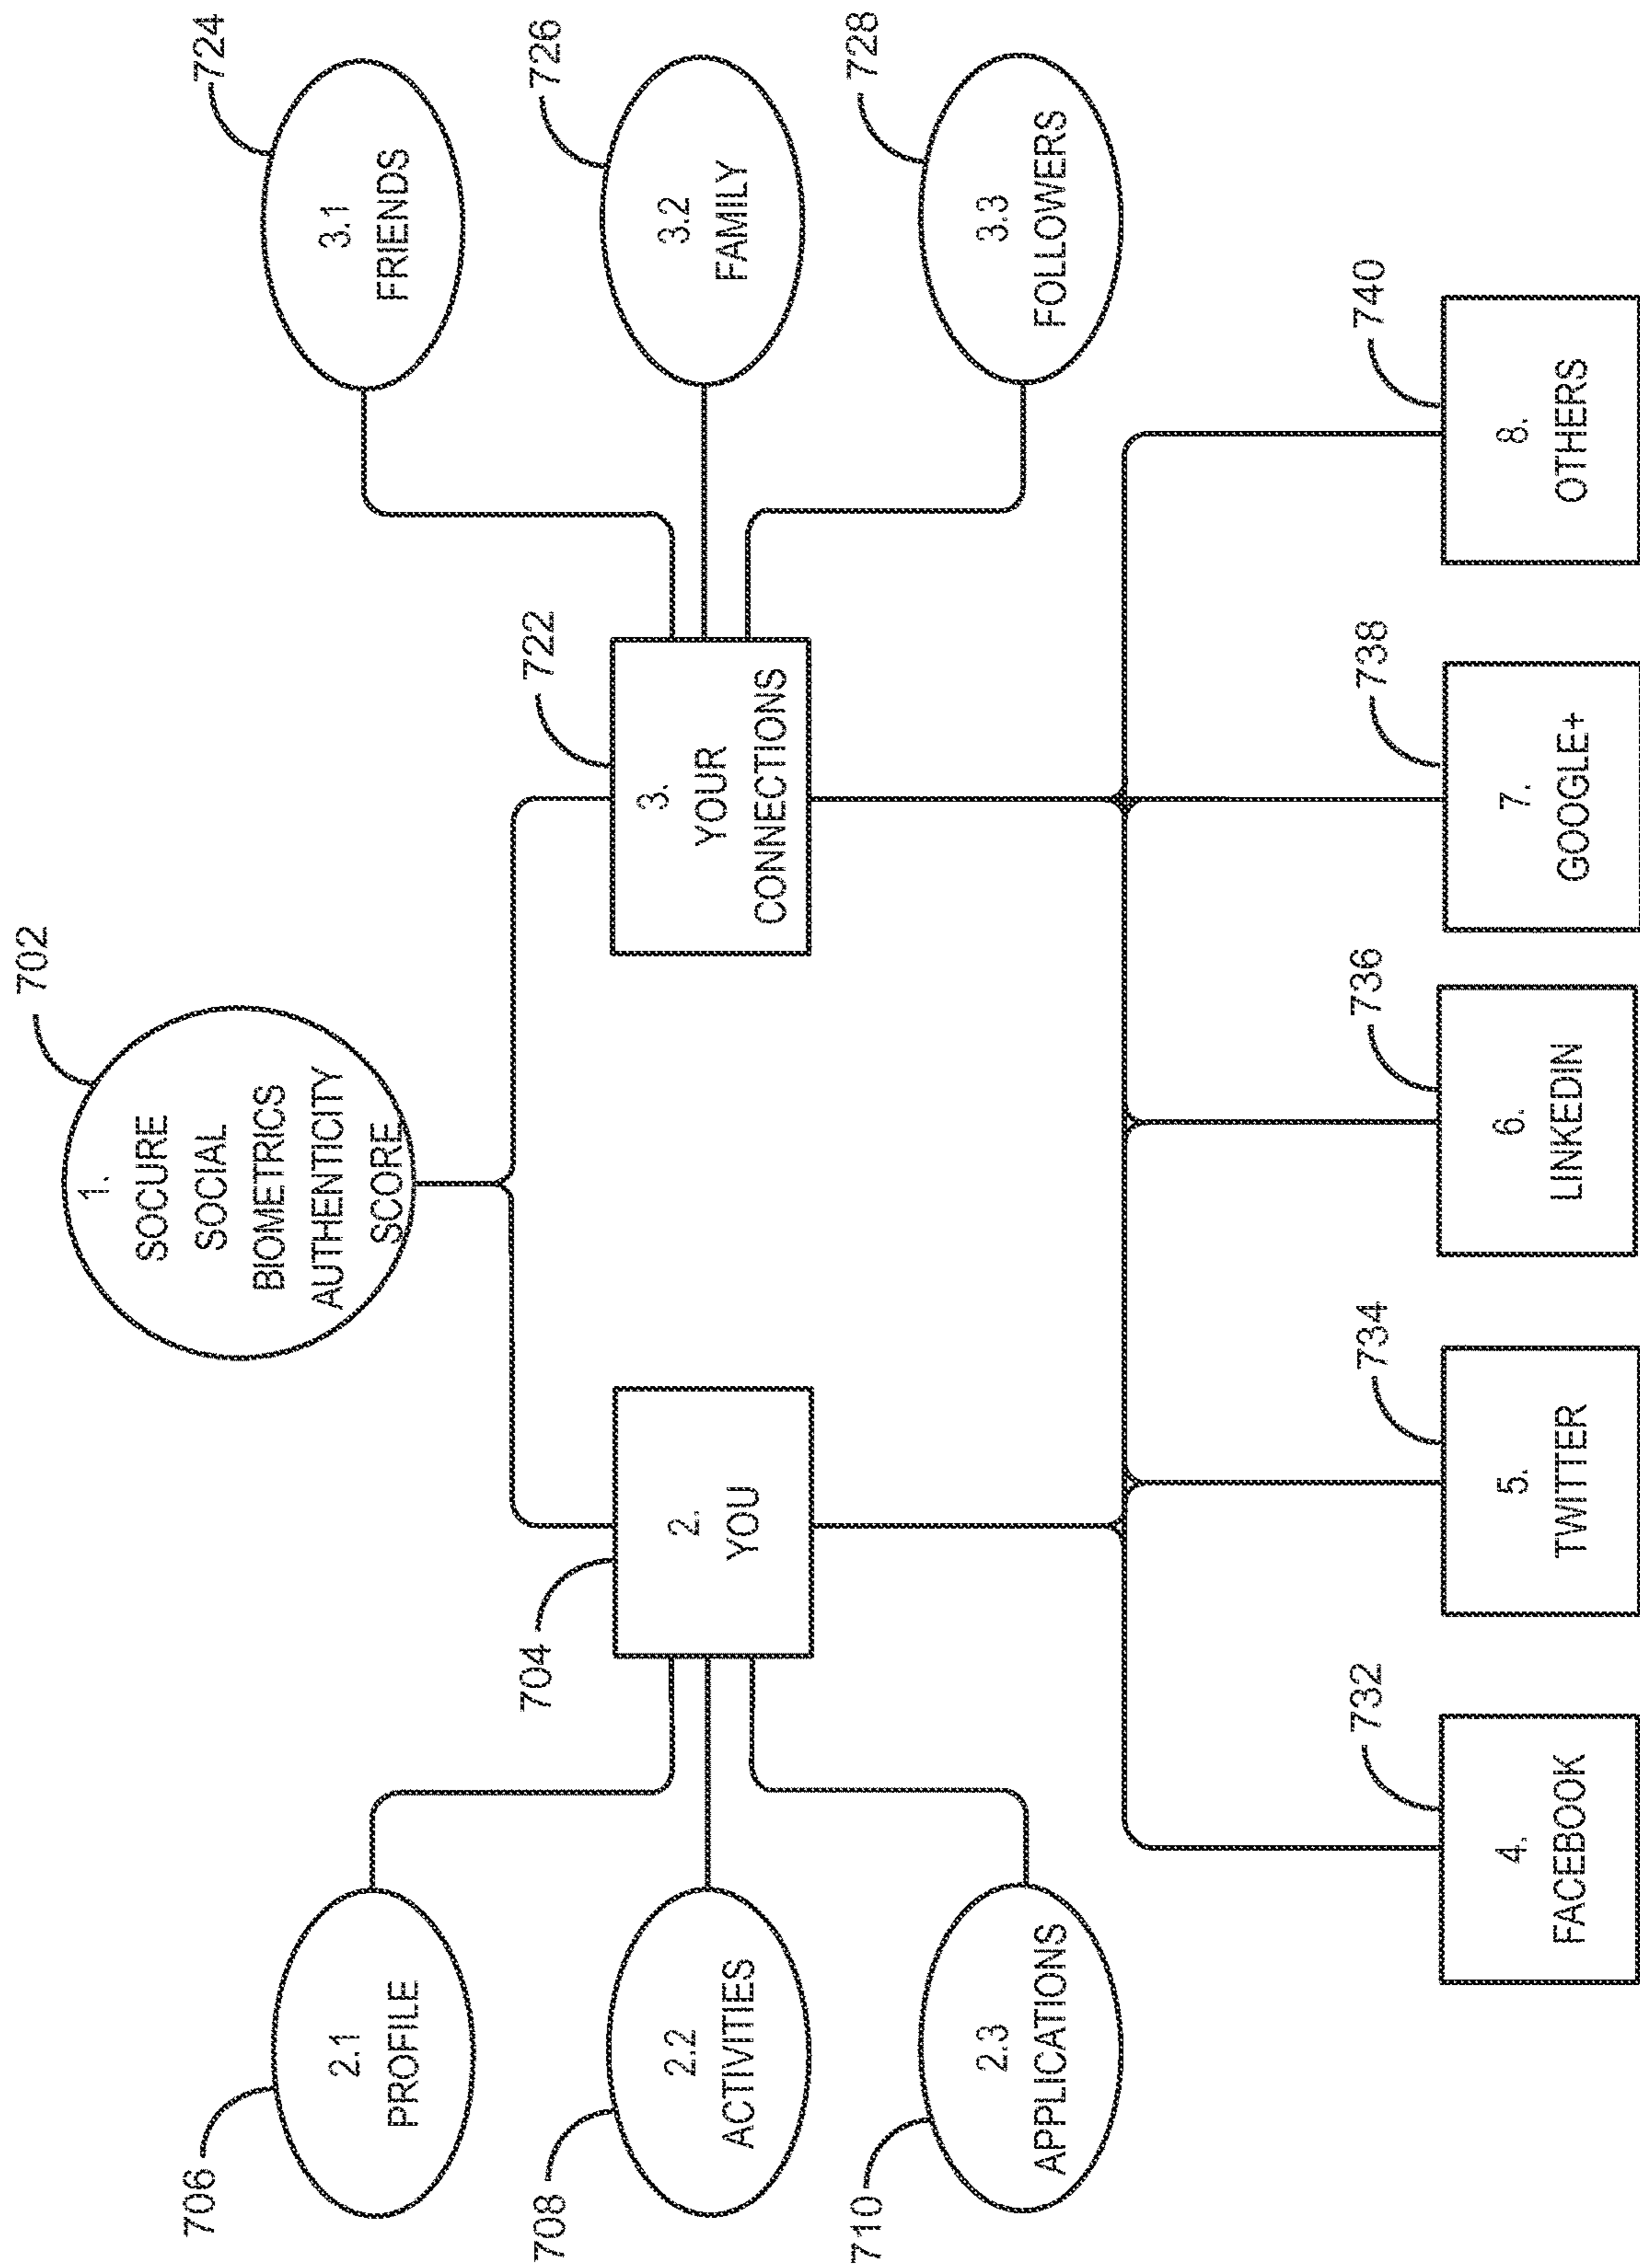 702
1.
SOCURE
SOCIAL
BIOMETRICS
AUTHENTICITY
SCORE
706
2.1
PROFILE
708
2.2
ACTIVITIES
710
2.3
APPLICATIONS
704
2.
YOU
722
3.
YOUR
CONNECTIONS
724
3.1
FRIENDS
726
3.2
FAMILY
728
3.3
FOLLOWERS
732
4.
FACEBOOK
734
5.
TWITTER
736
6.
LINKEDIN
738
7.
GOOGLE+
740
8.
OTHERS